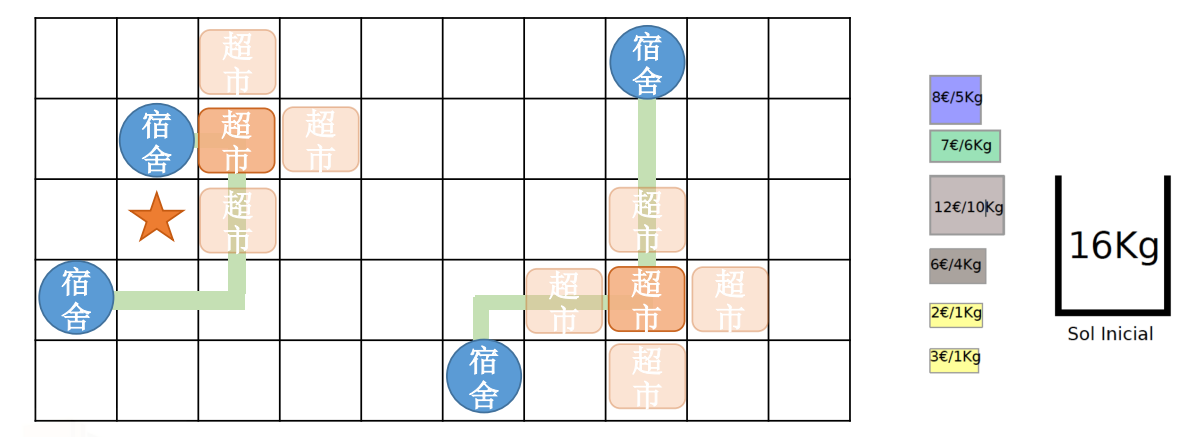 超
市
宿
舍
宿
舍
超
市
超
市
超
市
超
市
宿
舍
超
市
超
市
超
市
宿
舍
超
市
8€/5Kg
7€/6Kg
12€/10Kg
6€/4Kg
2€/1Kg
3€/1Kg
16Kg
Sol Inicial